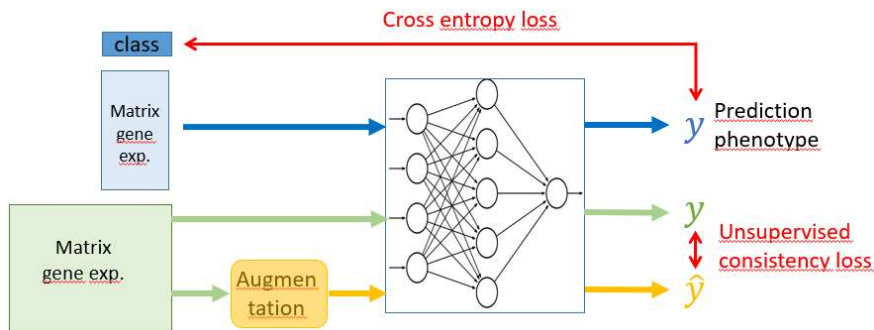 Cross entropy loss
class
Matrix
gene
exp.
y
Prediction
phenotype
Matrix
gene exp.
y
Unsupervised
consistency loss
Augmen
tation
ŷ